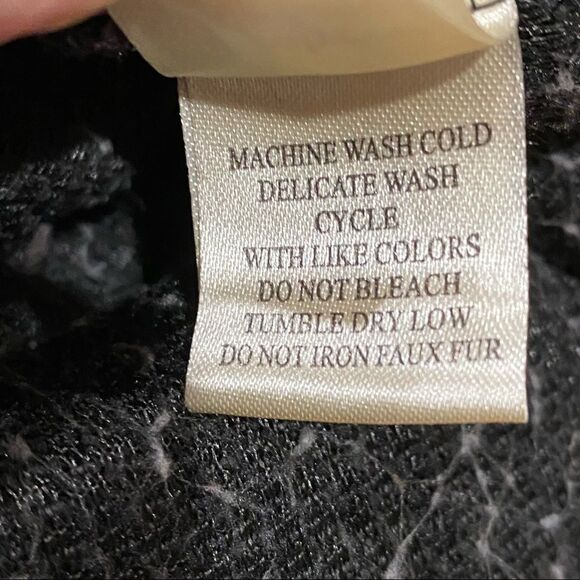 MACHINE WASH COLD
DELICATE WASH
CYCLE
WITH LIKE COLORS
DO NOT BLEACH
TUMBLE DRY LOW
DO NOT IRON FAUX FUR